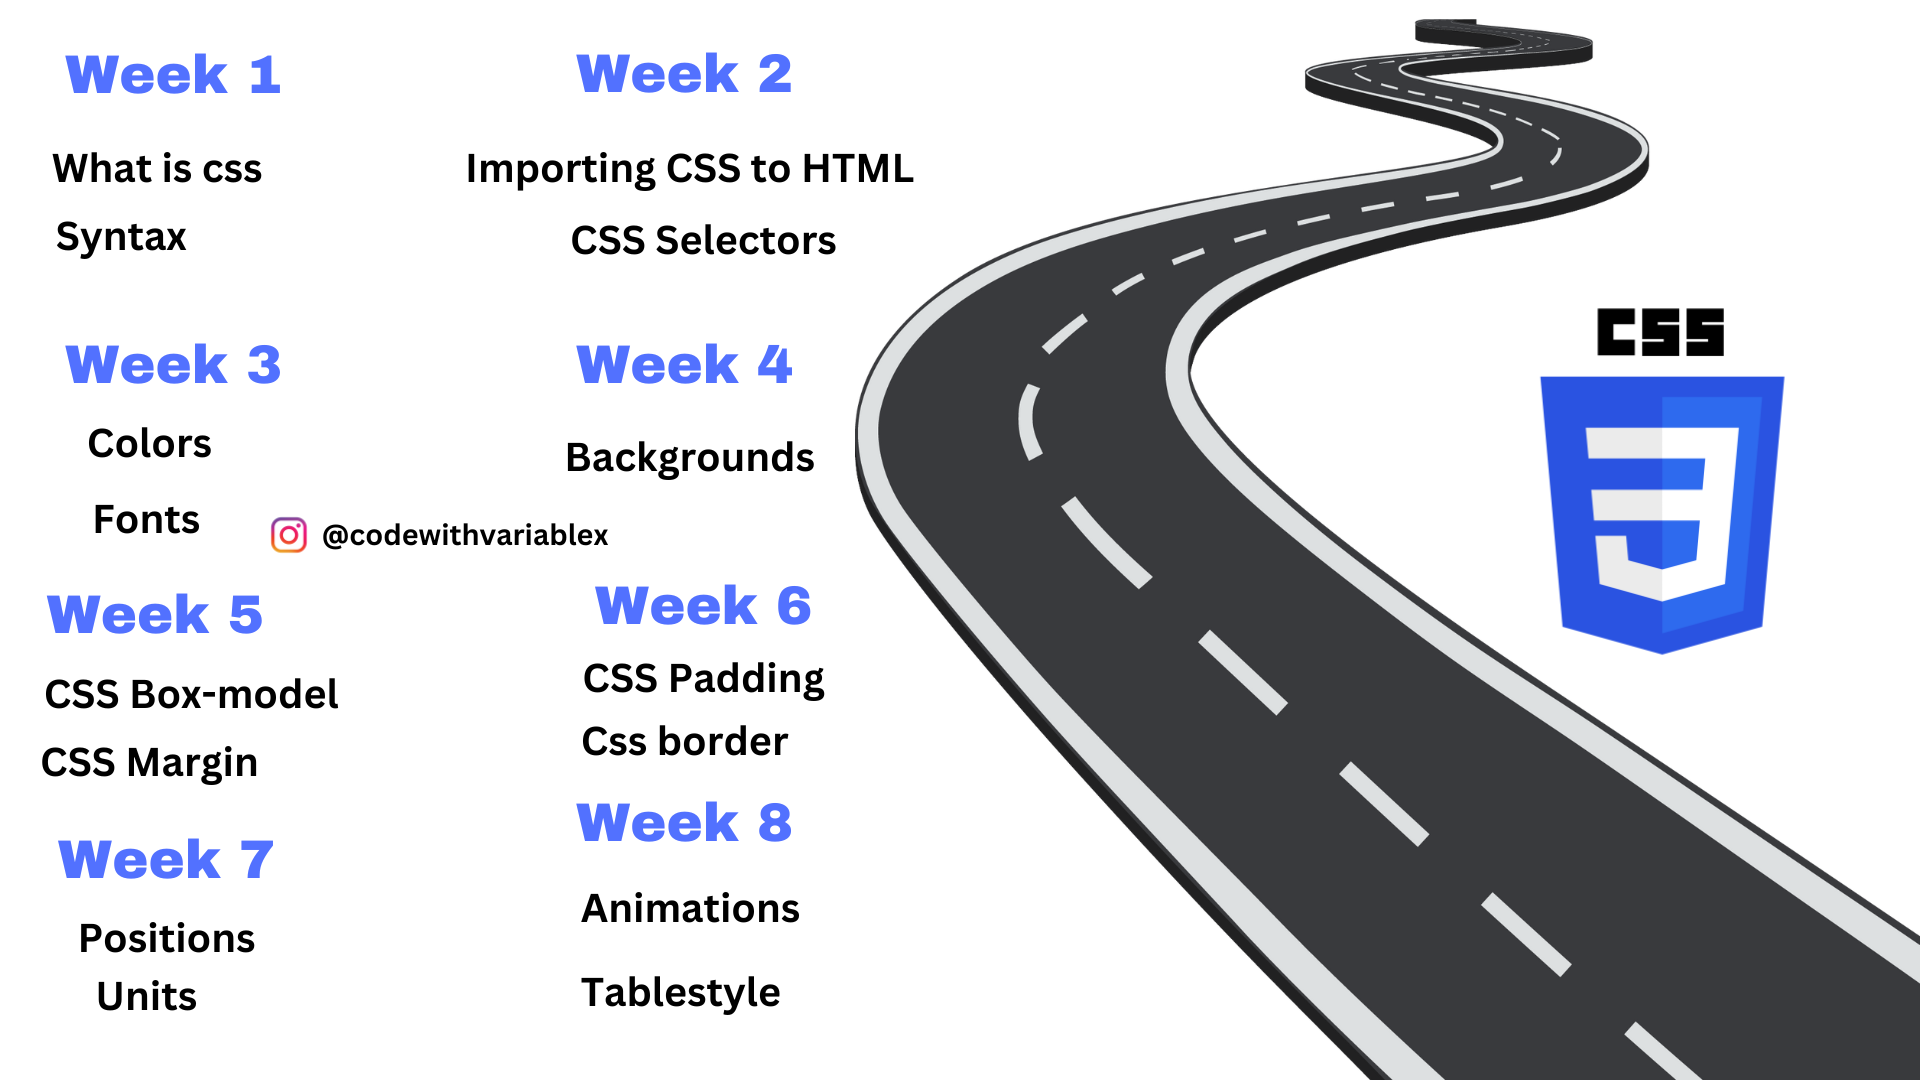 Week 1
What is css
Syntax
Week 2
Importing CSS to HTML
CSS Selectors
Week 3
Colors
Fonts
Week 4
Backgrounds
@codewithvariablex
Week 5
CSS Box-model
CSS Margin
Week 6
CSS Padding
Css border
Week 7
Positions
Units
Week 8
Animations
Tablestyle
CSS
3